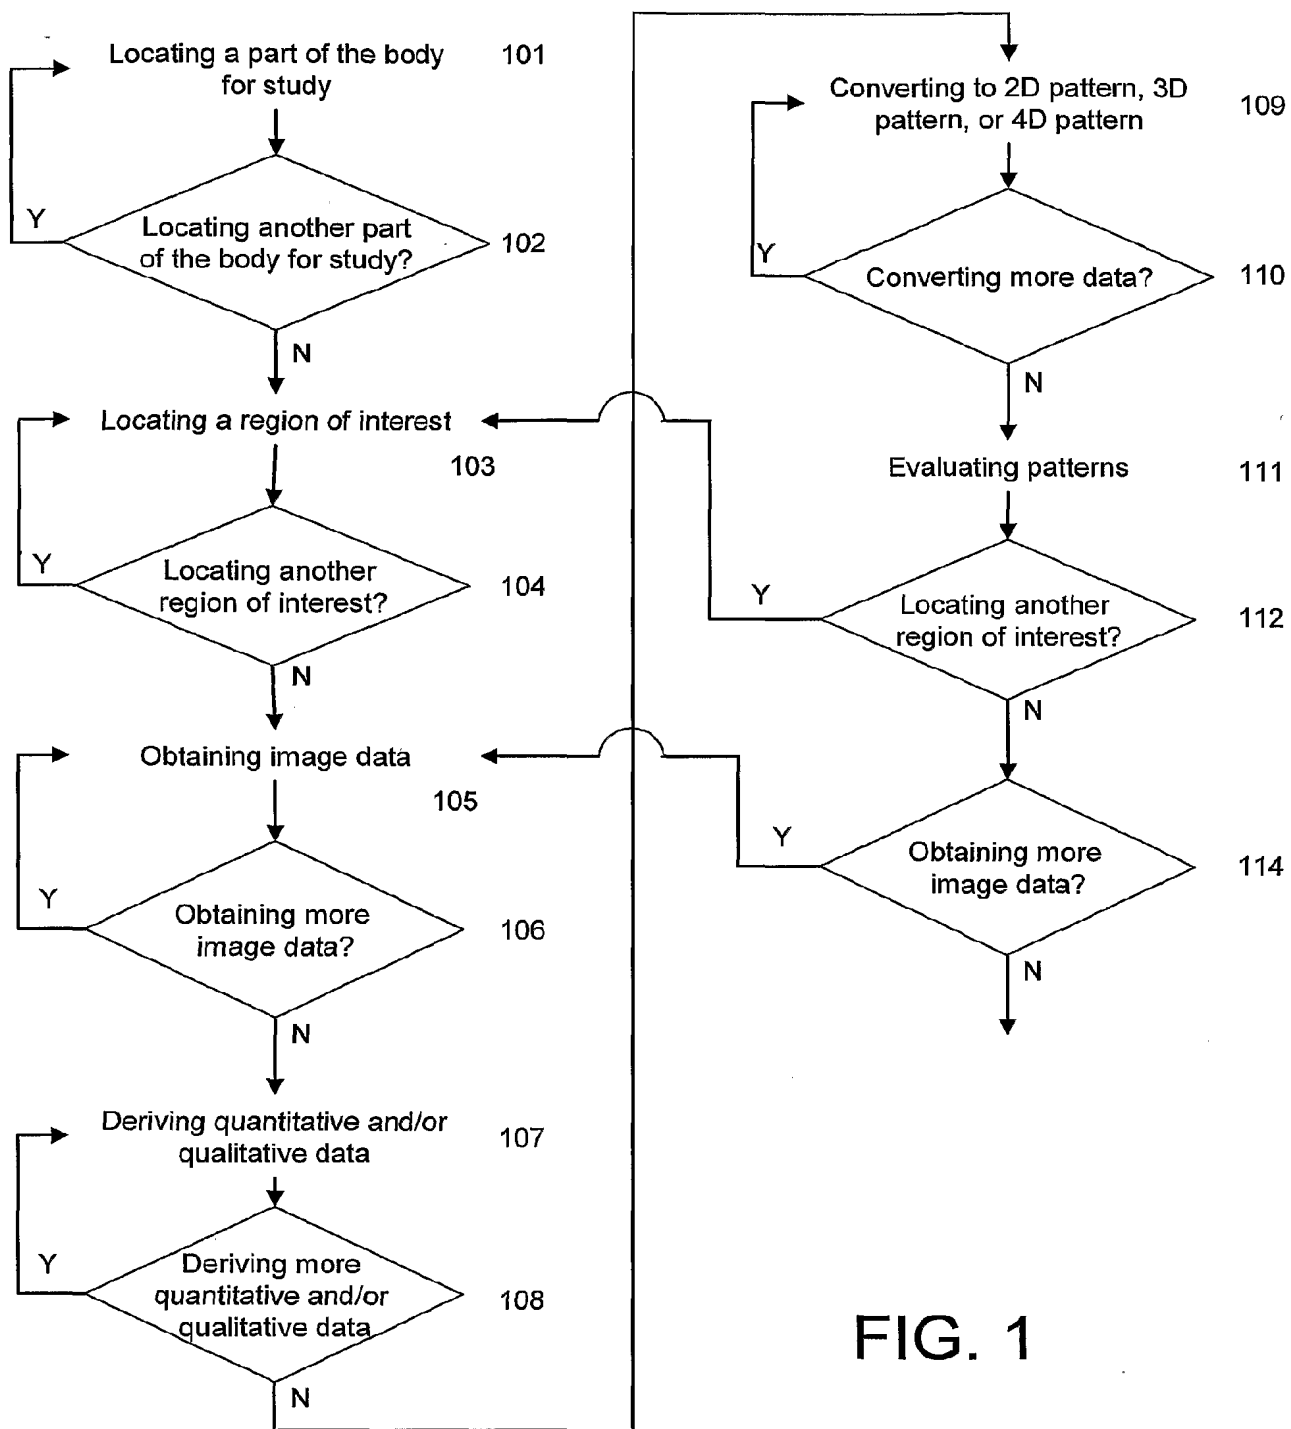 Locating a part of the body
for study
101
Y
Locating another part
of the body for study?
102
N
Locating a region of interest
103
Y
Locating another
region of interest?
104
N
Obtaining image data
105
Y
Obtaining more
image data?
106
N
Deriving quantitative and/or
qualitative data
107
Y
Deriving more
quantitative and/or
qualitative data
108
N
Converting to 2D pattern, 3D
pattern, or 4D pattern
109
Y
Converting more data?
110
N
Evaluating patterns
111
Y
Locating another
region of interest?
112
N
Y
Obtaining more
image data?
114
N
FIG. 1